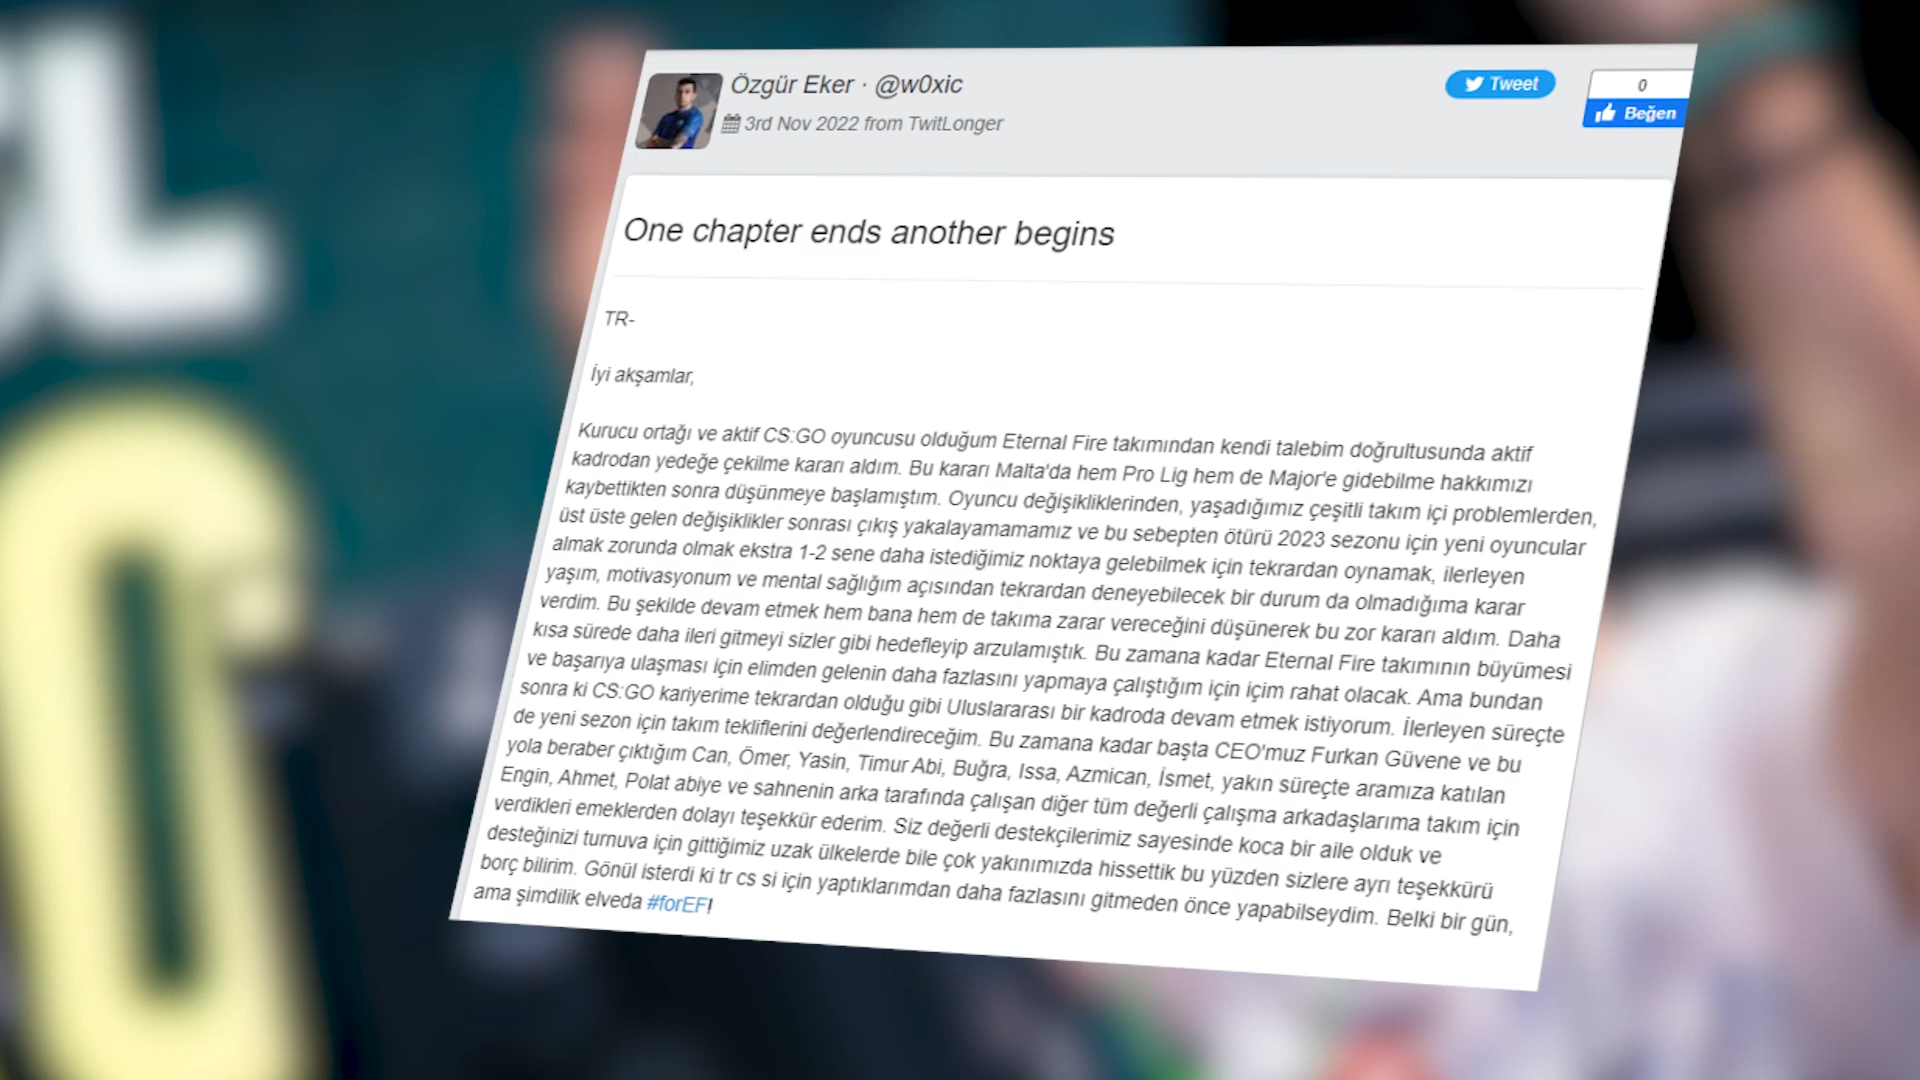 Özgür Eker · @w0xic
3rd Nov 2022 from TwitLonger
Tweet
0
Beğen
One chapter ends another begins
TR-
İyi akşamlar,
Kurucu ortağı ve aktif CS:GO oyuncusu olduğum Eternal Fire takımından kendi talebim doğrultusunda aktif
kadrodan yedeğe çekilme kararı aldım. Bu kararı Malta'da hem Pro Lig hem de Major'e gidebilme hakkımızı
kaybettikten sonra düşünmeye başlamıştım. Oyuncu değişikliklerinden, yaşadığımız çeşitli takım içi problemlerden,
üst üste gelen değişiklikler sonrası çıkış yakalayamamamız ve bu sebepten ötürü 2023 sezonu için yeni oyuncular
almak zorunda olmak ekstra 1-2 sene daha istediğimiz noktaya gelebilmek için tekrardan oynamak, ilerleyen
yaşım, motivasyonum ve mental sağlığım açısından tekrardan deneyebilecek bir durum da olmadığıma karar
verdim. Bu şekilde devam etmek hem bana hem de takıma zarar vereceğini düşünerek bu zor kararı aldım. Daha
kısa sürede daha ileri gitmeyi sizler gibi hedefleyip arzulamıştık. Bu zamana kadar Eternal Fire takımının büyümesi
ve başarıya ulaşması için elimden gelenin daha fazlasını yapmaya çalıştığım için içim rahat olacak. Ama bundan
sonra ki CS:GO kariyerime tekrardan olduğu gibi Uluslararası bir kadroda devam etmek istiyorum. İlerleyen süreçte
de yeni sezon için takım tekliflerini değerlendireceğim. Bu zamana kadar başta CEO'muz Furkan Güvene ve bu
yola beraber çıktığım Can, Ömer, Yasin, Timur Abi, Buğra, Issa, Azmican, İsmet, yakın süreçte aramıza katılan
Engin, Ahmet, Polat abiye ve sahnenin arka tarafında çalışan diğer tüm değerli çalışma arkadaşlarıma takım için
verdikleri emeklerden dolayı teşekkür ederim. Siz değerli destekçilerimiz sayesinde koca bir aile olduk ve
desteğinizi turnuva için gittiğimiz uzak ülkelerde bile çok yakınımızda hissettik bu yüzden sizlere ayrı teşekkürü
borç bilirim. Gönül isterdi ki tr cs si için yaptıklarımdan daha fazlasını gitmeden önce yapabilseydim. Belki bir gün,
ama şimdilik elveda #forEF!